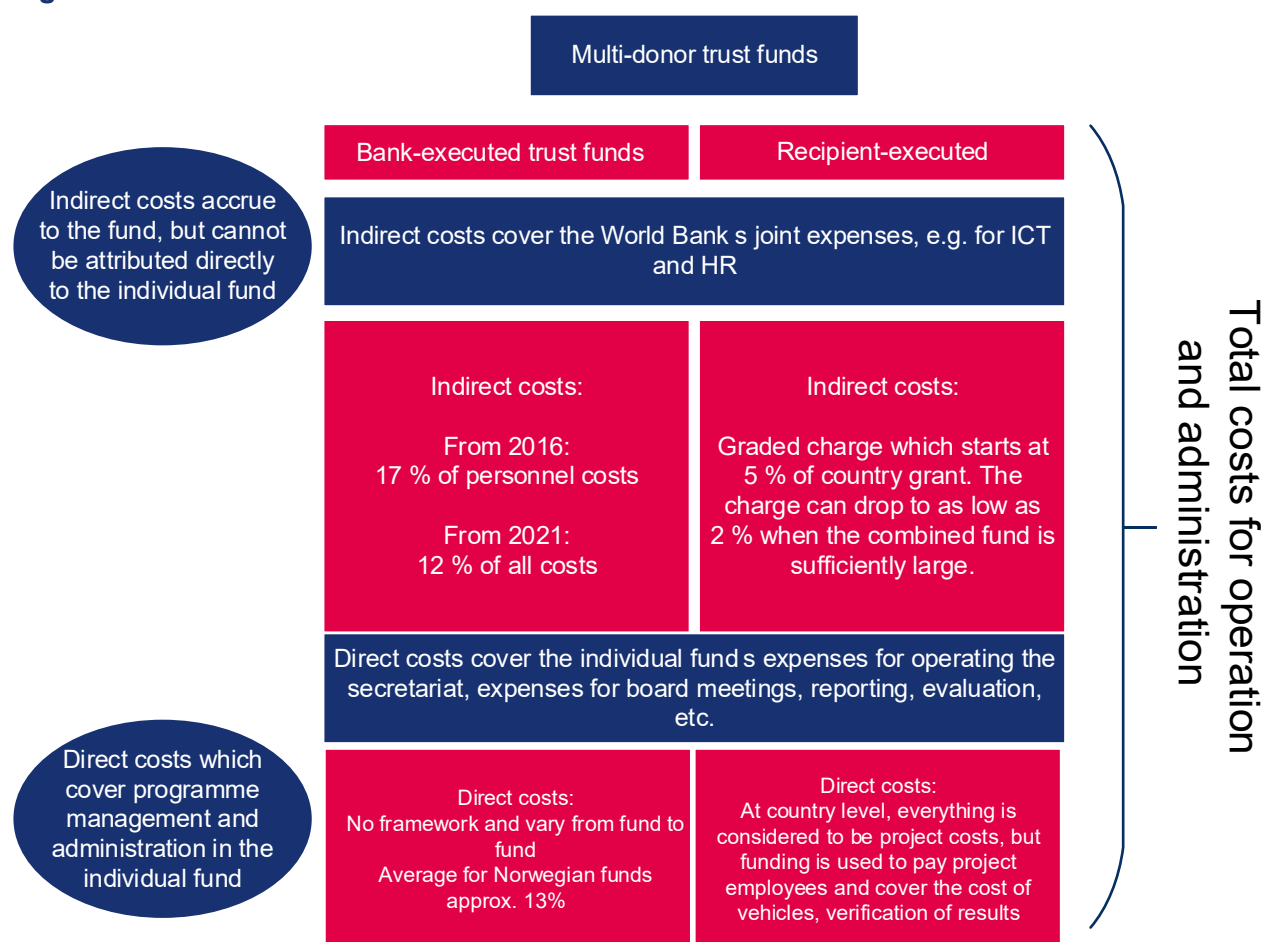 Multi-donor trust funds
Bank-executed trust funds
Recipient-executed
Indirect costs accrue
to the fund, but cannot
be attributed directly
to the individual fund
Indirect costs cover the World Bank s joint expenses, e.g. for ICT
and HR
Indirect costs:
From 2016:
17 % of personnel costs
From 2021:
12 % of all costs
Indirect costs:
Graded charge which starts at
5 % of country grant. The
charge can drop to as low as
2 % when the combined fund is
sufficiently large.
Direct costs cover the individual fund s expenses for operating the
secretariat, expenses for board meetings, reporting, evaluation,
etc.
Direct costs which
cover programme
management and
administration in the
individual fund
Direct costs:
No framework and vary from fund to
fund
Average for Norwegian funds
approx. 13%
Direct costs:
At country level, everything is
considered to be project costs, but
funding is used to pay project
employees and cover the cost of
vehicles, verification of results
Total costs for operation
and administration